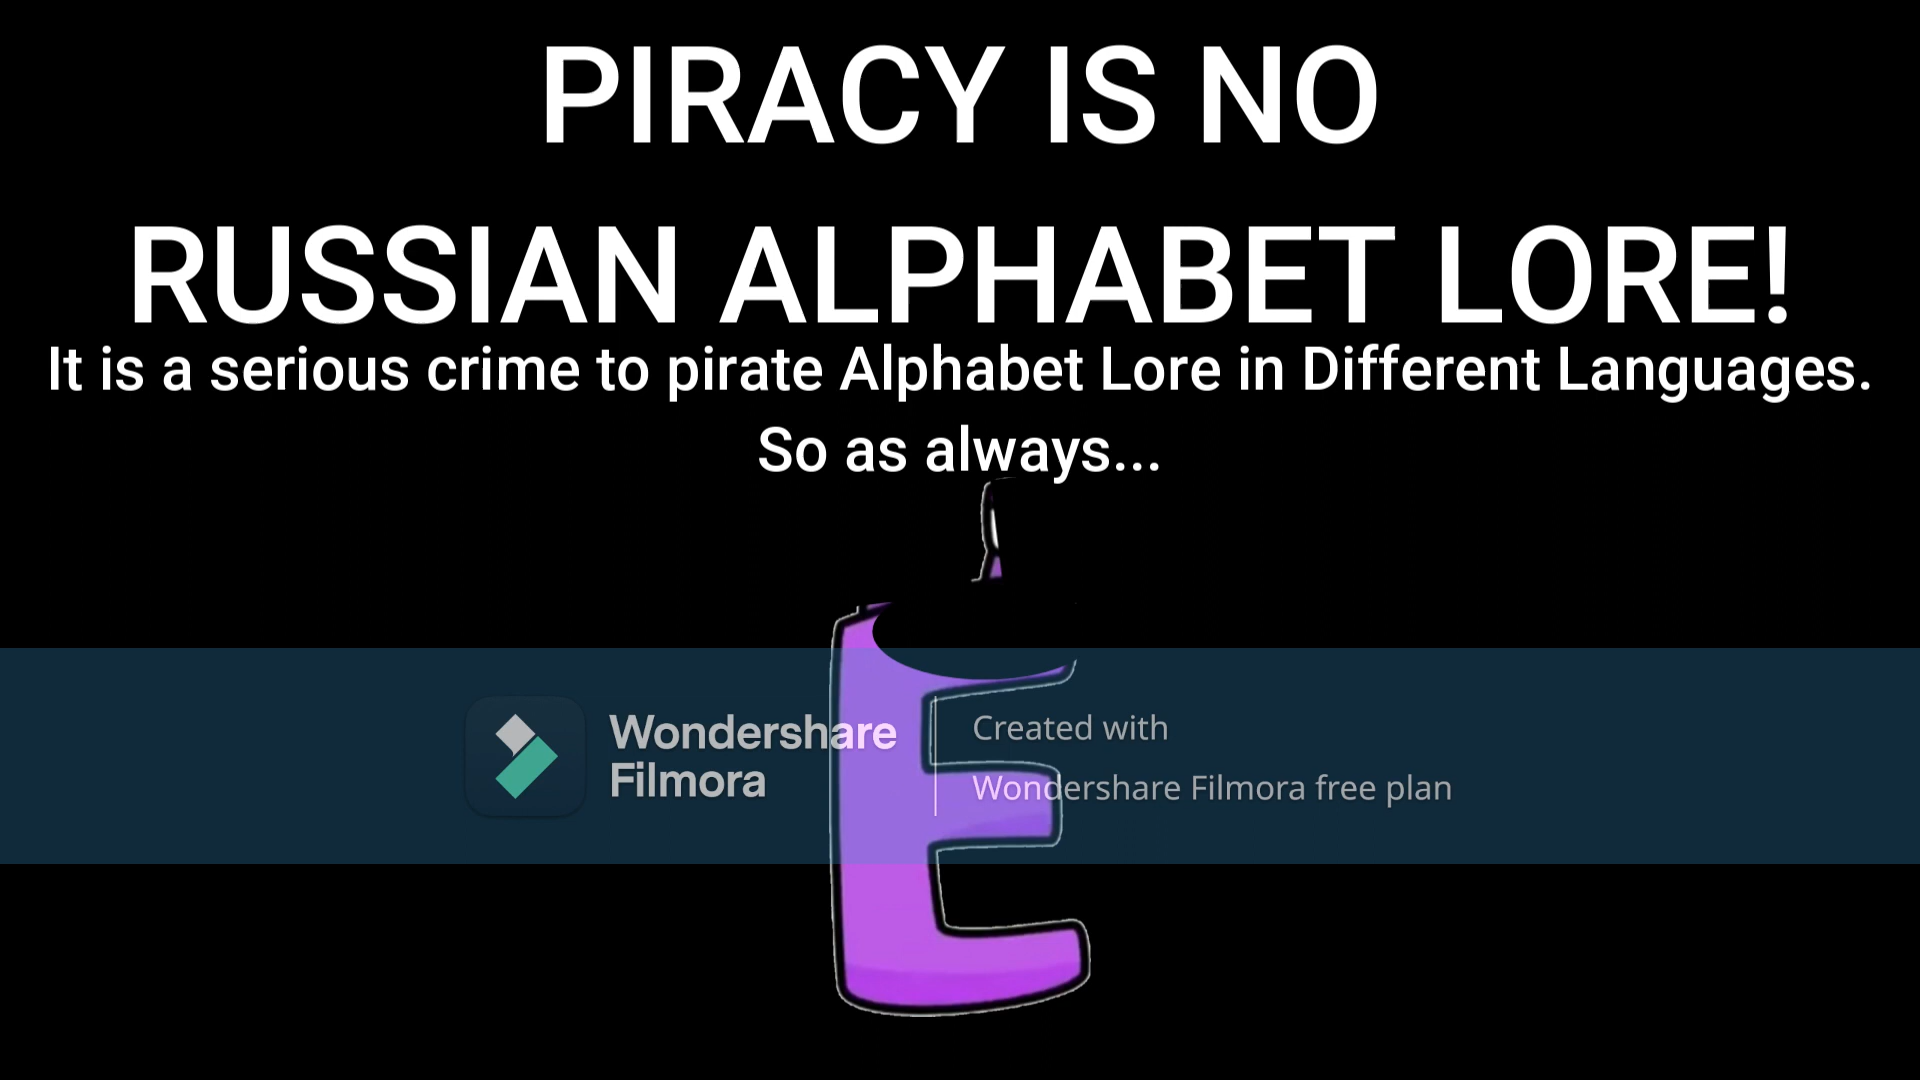 PIRACY IS NO
RUSSIAN ALPHABET LORE!
It is a serious crime to pirate Alphabet Lore in Different Languages.
So as always...
Wondershare
Filmora
Created with
Wondershare Filmora free plan